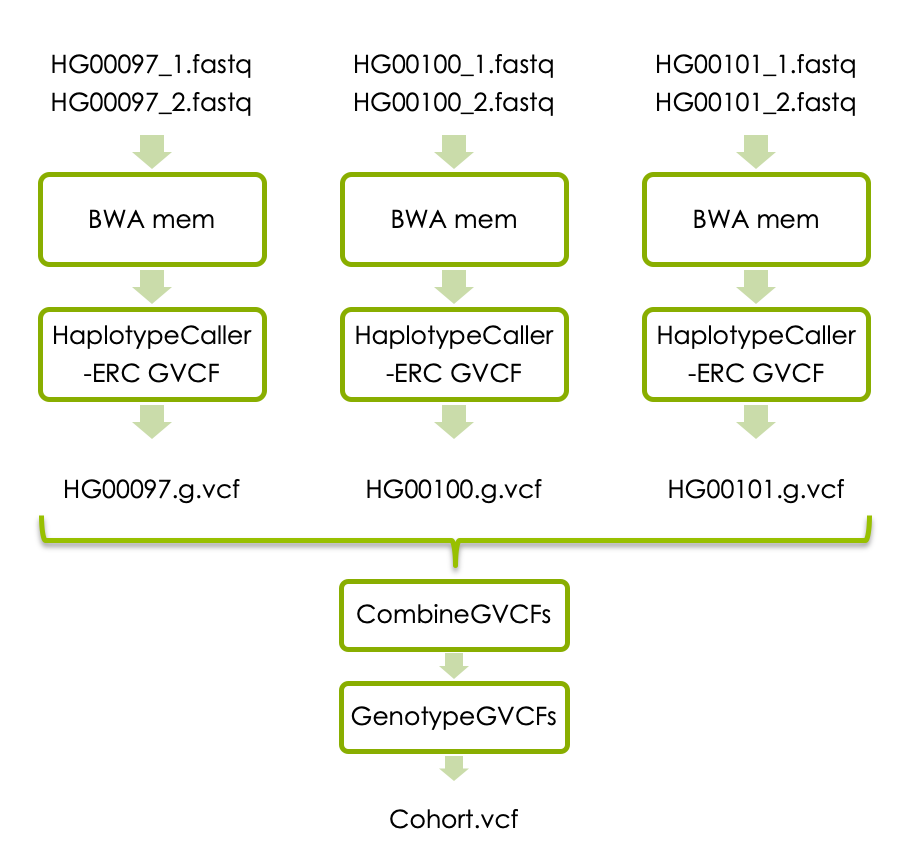 HG00097_1.fastq
HG00097_2.fastq
HG00100_1.fastq
HG00100_2.fastq
HG00101_1.fastq
HG00101_2.fastq
BWA mem
BWA mem
BWA mem
HaplotypeCaller
-ERC GVCF
HaplotypeCaller
-ERC GVCF
HaplotypeCaller
-ERC GVCF
HG00097.g.vcf
HG00100.g.vcf
HG00101.g.vcf
CombineGVCFs
GenotypeGVCFs
Cohort.vcf